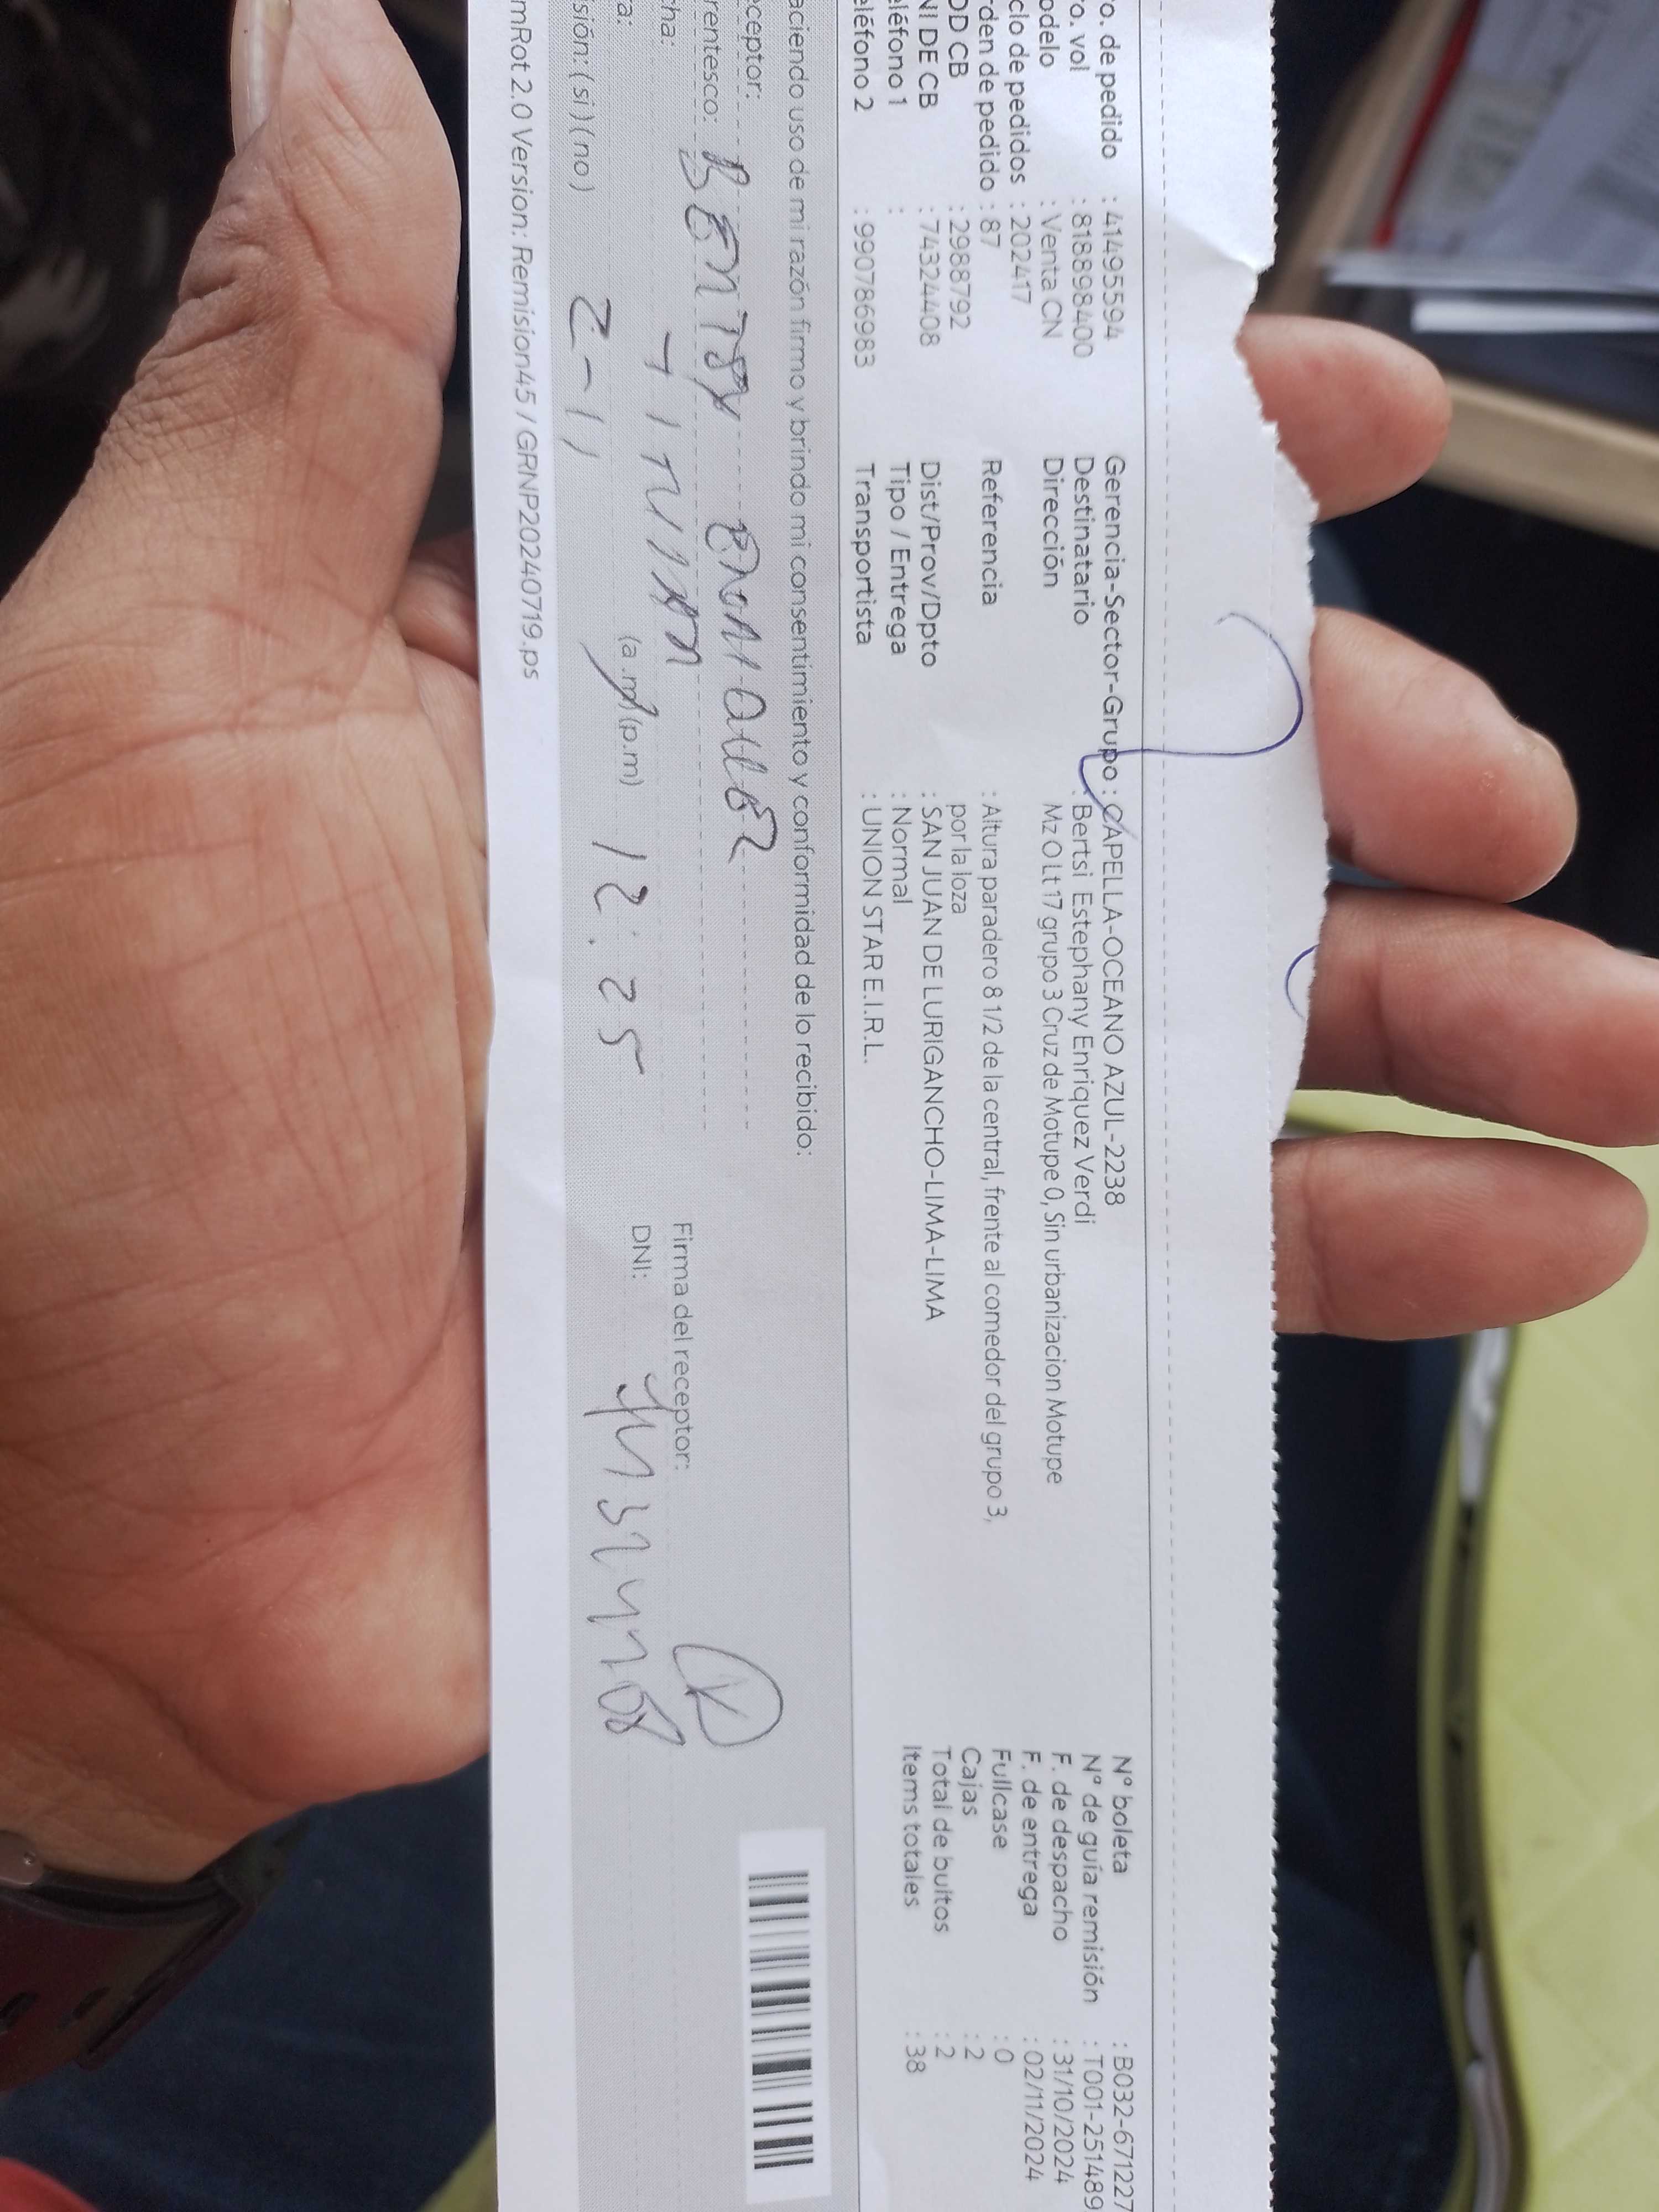 ro. de pedido : 41495594 Gerencia-Sector-Grupo : CAPELLA-OCEANO AZUL-2238 N° boleta : B032-671227
o. vol : 818898400 Destinatario : Bertsi Estephany Enriquez Verdi N° de guía remisión : T001-251489
odelo : Venta CN Dirección Mz O Lt 17 grupo 3 Cruz de Motupe 0, Sin urbanizacion Motupe F. de despacho : 31/10/2024
clo de pedidos : 202417 F. de entrega : 02/11/2024
rden de pedido : 87 Referencia : Altura paradero 8 1/2 de la central, frente al comedor del grupo 3, Fullcase : 0
OD CB : 2988792 por la loza Cajas : 2
NI DE CB : 74324408 Dist/Prov/Dpto : SAN JUAN DE LURIGANCHO-LIMA-LIMA Total de bultos : 2
eléfono 1 : Tipo / Entrega : Normal Items totales : 38
eléfono 2 : 990786983 Transportista : UNION STAR E.I.R.L.
aciendo uso de mi razón firmo y brindo mi consentimiento y conformidad de lo recibido:
eceptor:
rentesco:
cha: Firma del receptor:
a: 2-11 (a.m) (p.m) 12:25 DNI: 74324408
sión: (si) (no)
mRot 2.0 Version: Remision45 / GRNP20240719.ps